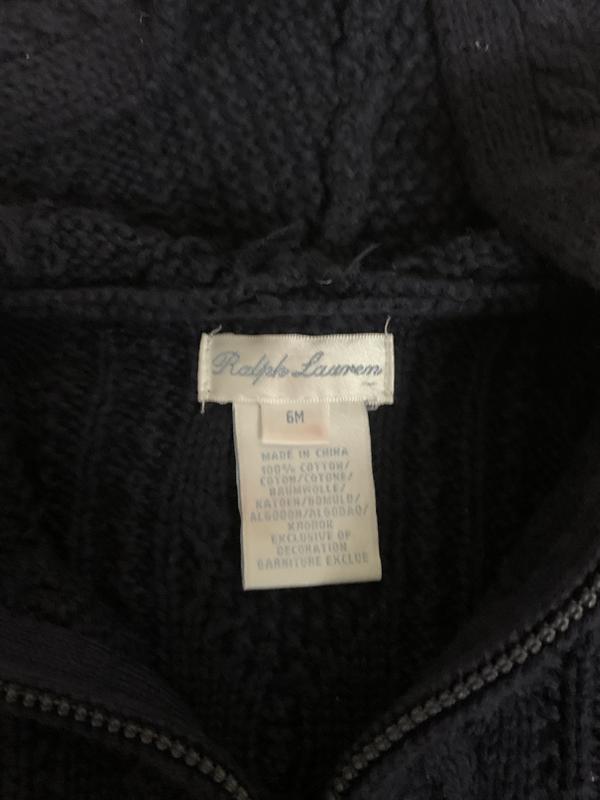 Ralph Lauren
6M
MADE IN CHINA
100% COTTON/
COTON/COTONE/
BAUMWOLLE/
KATOEN/BOMULD/
ALGODON/ALGODAO/
XΛOΠOK
EXCLUSIVE OF
DECORATION
GARNITURE EXCLUE